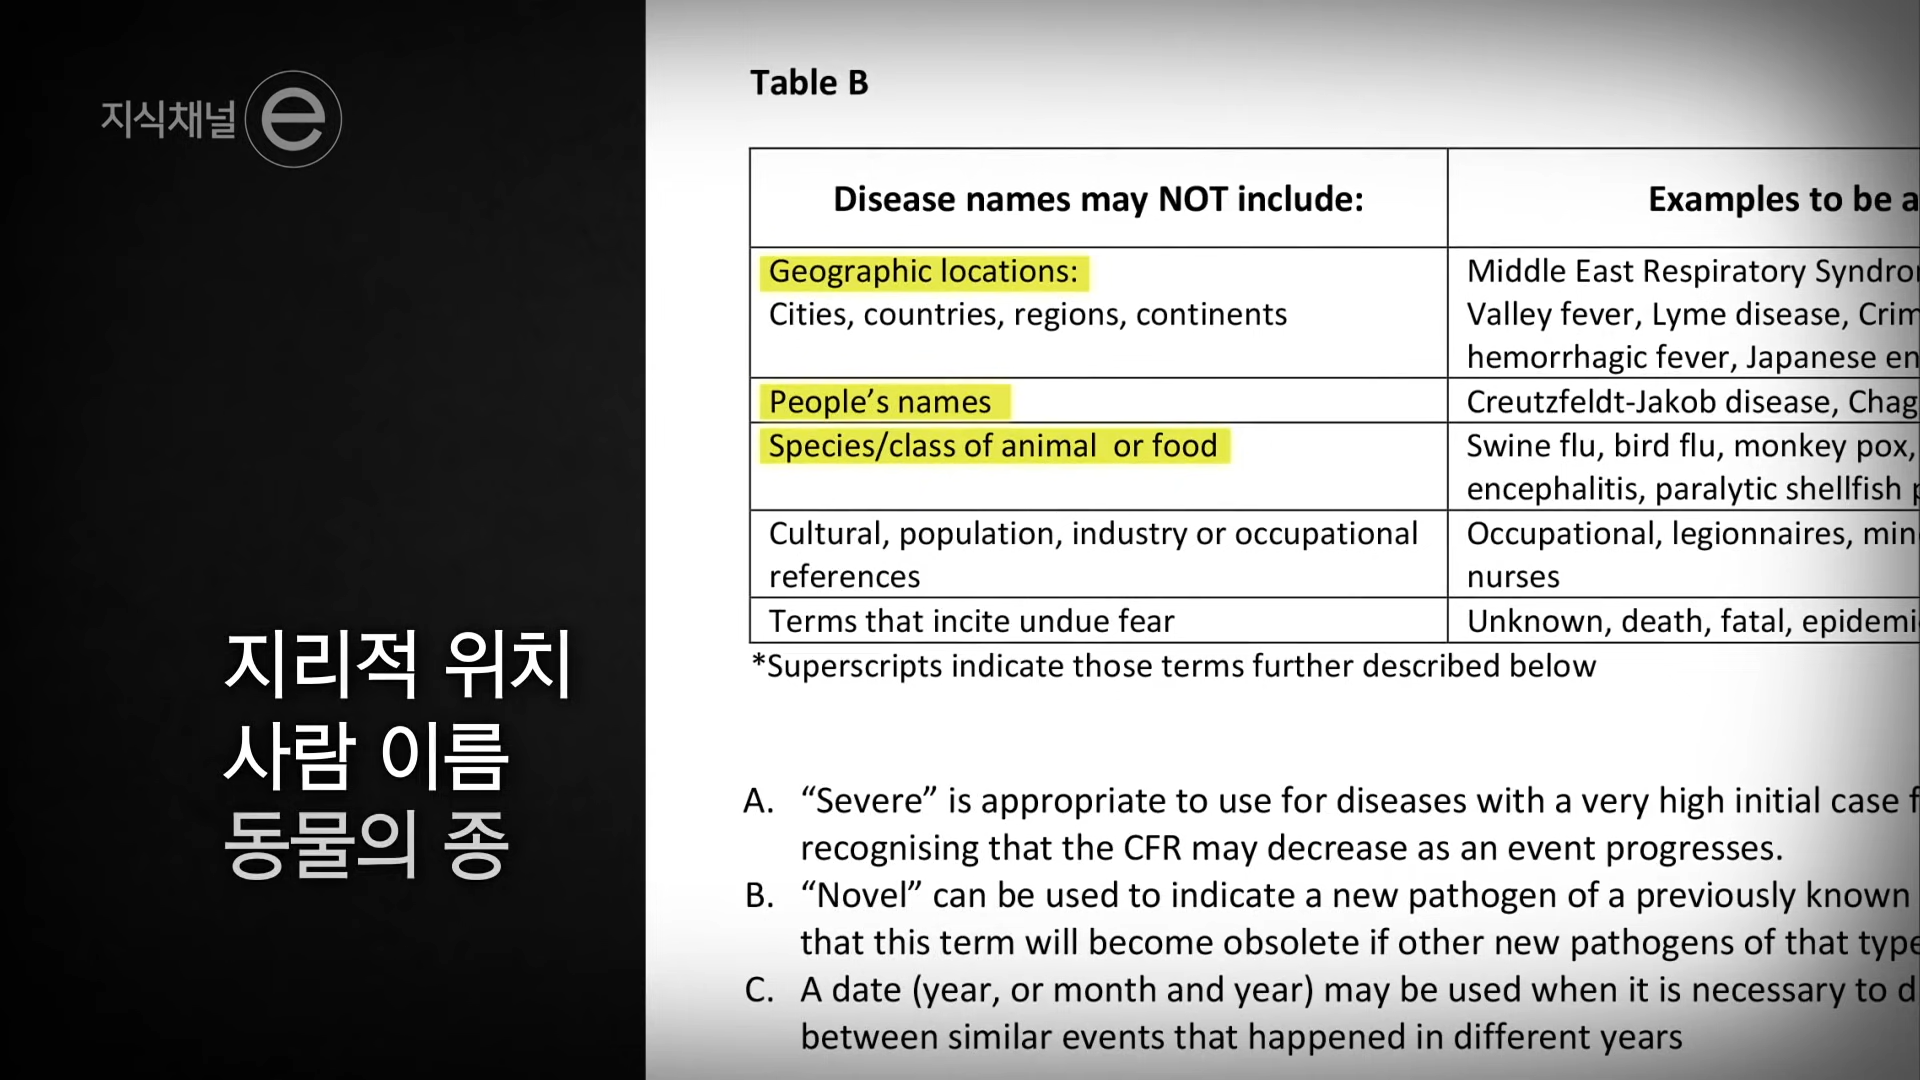 지식채널 e
지리적 위치
사람 이름
동물의 종
Table B
Disease names may NOT include:
Examples to be
Geographic locations:
Cities, countries, regions, continents
Middle East Respiratory
Valley fever, Lyme disease,
hemorrhagic fever, Japanese
People’s names
Creutzfeldt-Jakob disease,
Species/class of animal or food
Swine flu, bird flu, monkey pox,
encephalitis, paralytic shellfish
Cultural, population, industry or occupational
references
Occupational, legionnaires,
nurses
Terms that incite undue fear
Unknown, death, fatal,
*Superscripts indicate those terms further described below
A. “Severe” is appropriate to use for diseases with a very high initial case
recognising that the CFR may decrease as an event progresses.
B. “Novel” can be used to indicate a new pathogen of a previously known
that this term will become obsolete if other new pathogens of that type
C. A date (year, or month and year) may be used when it is necessary to
between similar events that happened in different years